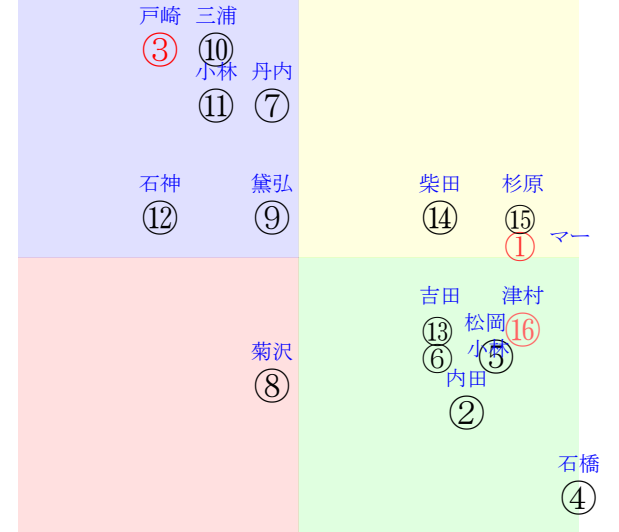 戸崎 三浦
③ ⑩
小林 丹内
⑪ ⑦
石神 黛弘 柴田 杉原
⑫ ⑨ ⑭ ⑮
① マー
吉田 松岡 津村
⑬ ⑯
菊沢 小林
⑥ ⑤
⑧ 内田
②
石橋
④